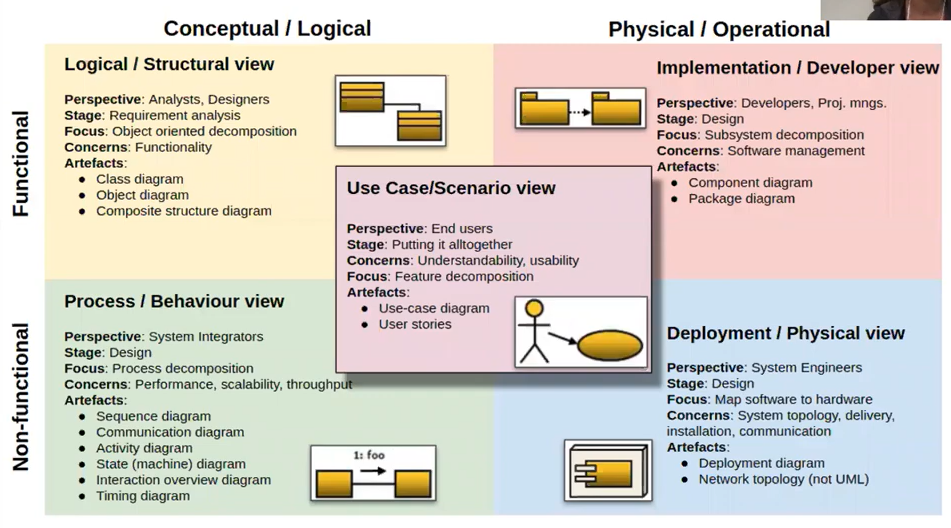 Conceptual / Logical
Physical / Operational
Functional
Non-functional
Logical / Structural view
Perspective: Analysts, Designers
Stage: Requirement analysis
Focus: Object oriented decomposition
Concerns: Functionality
Artefacts:
● Class diagram
● Object diagram
● Composite structure diagram
Implementation / Developer view
Perspective: Developers, Proj. mngs.
Stage: Design
Focus: Subsystem decomposition
Concerns: Software management
Artefacts:
● Component diagram
● Package diagram
Use Case/Scenario view
Perspective: End users
Stage: Putting it alltogether
Concerns: Understandability, usability
Focus: Feature decomposition
Artefacts:
● Use-case diagram
● User stories
Process / Behaviour view
Perspective: System Integrators
Stage: Design
Focus: Process decomposition
Concerns: Performance, scalability, throughput
Artefacts:
● Sequence diagram
● Communication diagram
● Activity diagram
● State (machine) diagram
● Interaction overview diagram
● Timing diagram
1: foo
Deployment / Physical view
Perspective: System Engineers
Stage: Design
Focus: Map software to hardware
Concerns: System topology, delivery,
installation, communication
Artefacts:
● Deployment diagram
● Network topology (not UML)